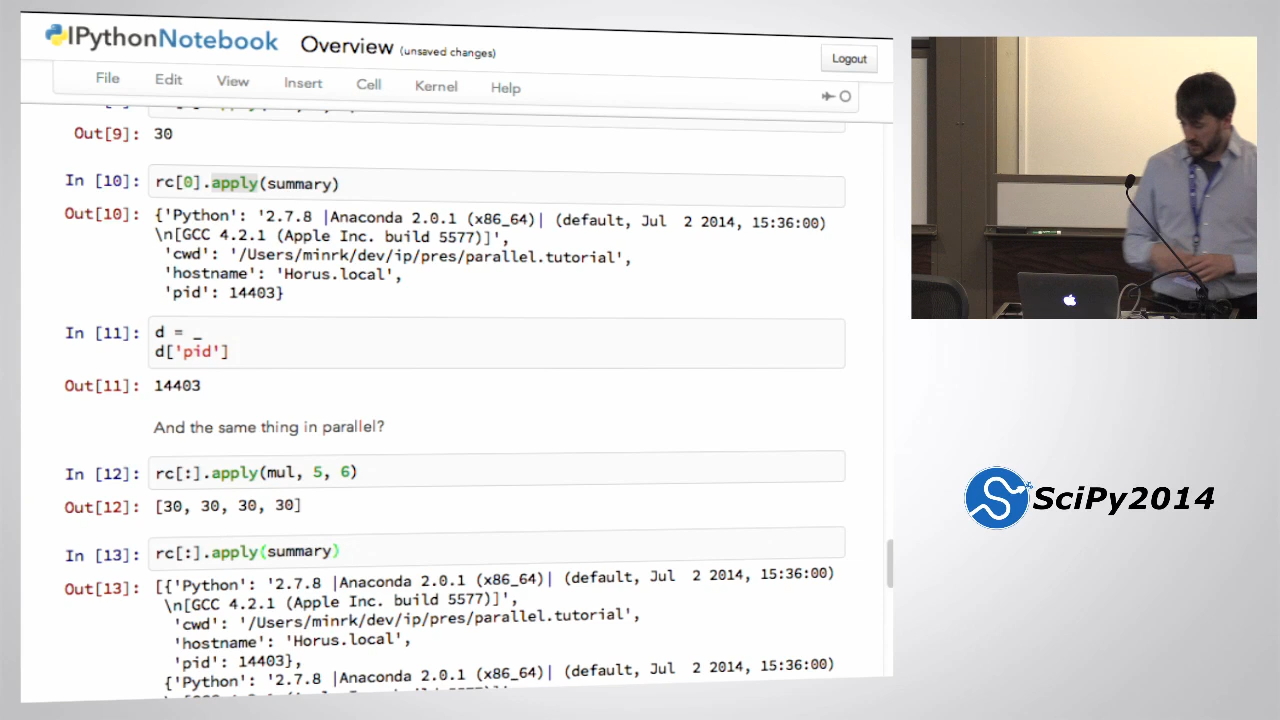 IPythonNotebook Overview (unsaved changes)
Logout
File Edit View Insert Cell Kernel Help
Out[9]: 30
In [10]: rc[0].apply(summary)
Out[10]: {'Python': '2.7.8 |Anaconda 2.0.1 (x86_64)| (default, Jul  2 2014, 15:36:00)
\n[GCC 4.2.1 (Apple Inc. build 5577)]',
'cwd': '/Users/minrk/dev/ip/pres/parallel.tutorial',
'hostname': 'Horus.local',
'pid': 14403}
In [11]: d = _
d['pid']
Out[11]: 14403
And the same thing in parallel?
In [12]: rc[:].apply(mul, 5, 6)
Out[12]: [30, 30, 30, 30]
In [13]: rc[:].apply(summary)
Out[13]: [{'Python': '2.7.8 |Anaconda 2.0.1 (x86_64)| (default, Jul  2 2014, 15:36:00)
\n[GCC 4.2.1 (Apple Inc. build 5577)]',
'cwd': '/Users/minrk/dev/ip/pres/parallel.tutorial',
'hostname': 'Horus.local',
'pid': 14403},
{'Python': '2.7.8 |Anaconda 2.0.1 (x86_64)| (default, Jul  2 2014, 15:36:00)
SciPy2014